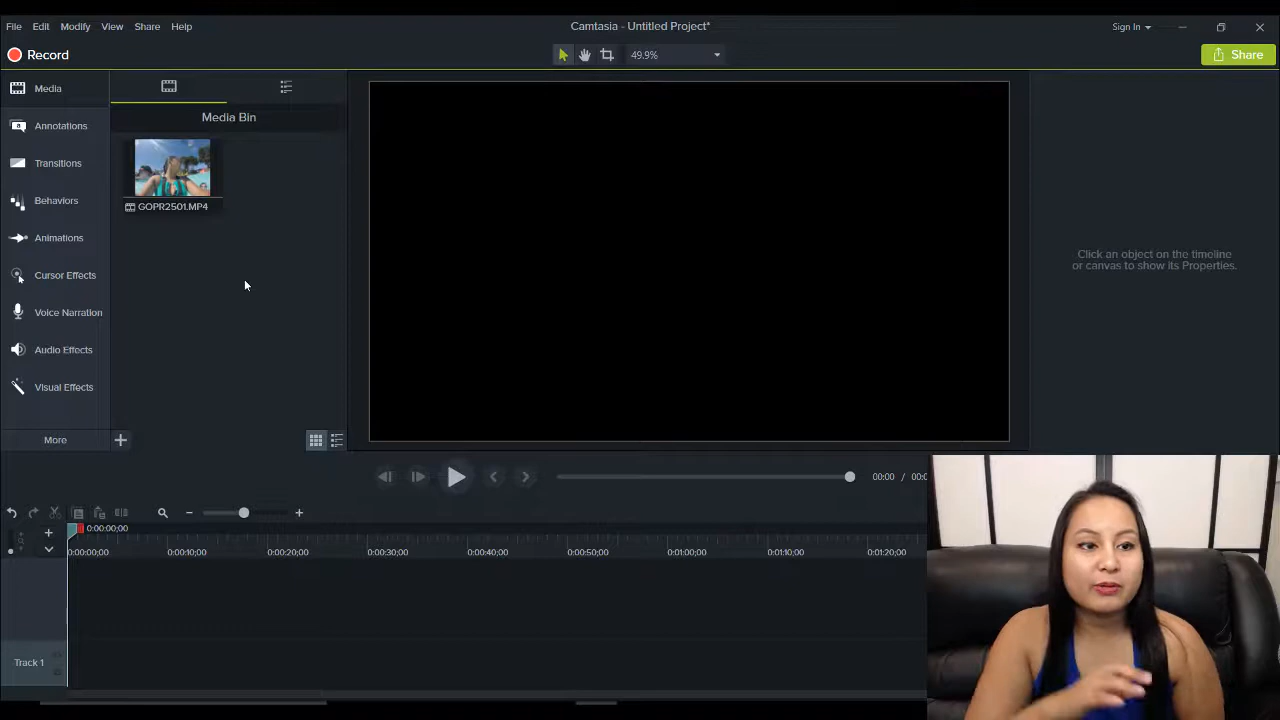 File Edit Modify View Share Help
Camtasia - Untitled Project*
Sign In
Record
49.9%
Share
Media
Annotations
Transitions
Behaviors
Animations
Cursor Effects
Voice Narration
Audio Effects
Visual Effects
More
Media Bin
GOPR2501.MP4
Click an object on the timeline
or canvas to show its Properties.
00:00 / 00:0
0:00:00;00
0:00:00;00 0:00:10;00 0:00:20;00 0:00:30;00 0:00:40;00 0:00:50;00 0:01:00;00 0:01:10;00 0:01:20;00
Track 1